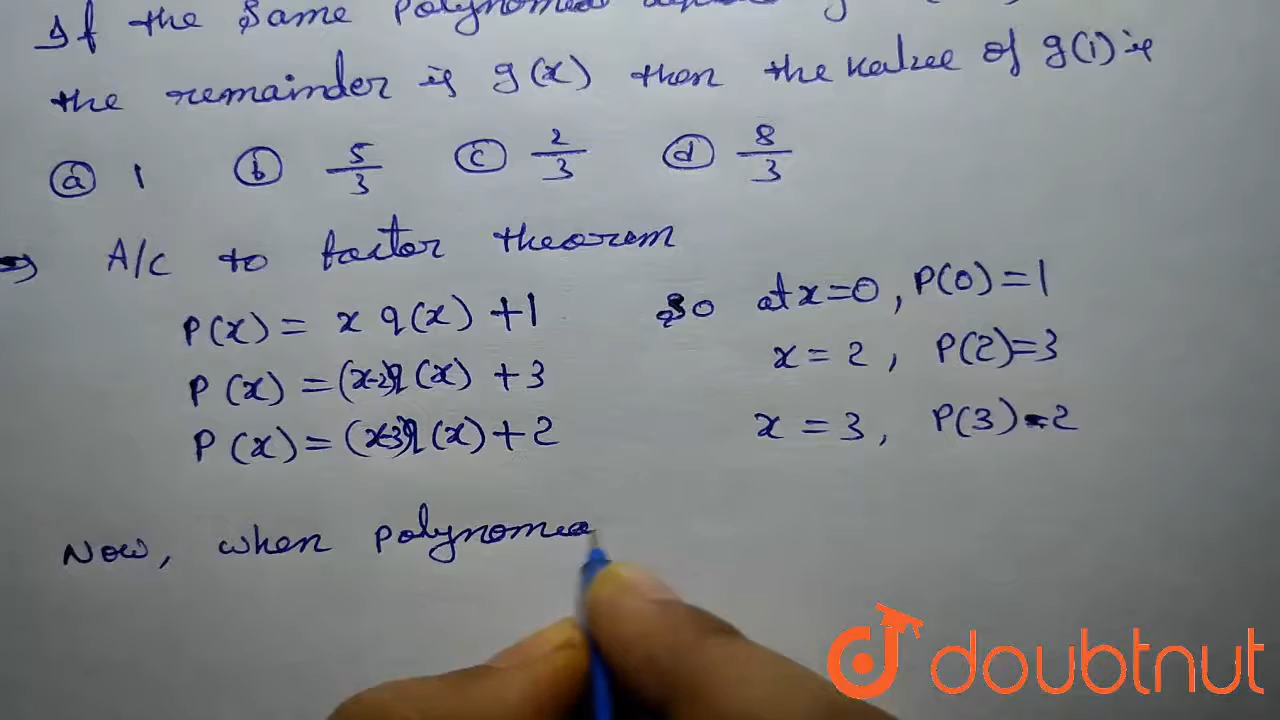 If the same polynomial
the remainder is g(x) then the value of g(1) is
(a) 1 (b) 5/3 (c) 2/3 (d) 8/3
⇒ A/c to factor theorem
P(x) = x q(x) + 1 so at x=0, P(0)=1
P(x) = (x-2)q(x) + 3 x = 2, P(2)=3
P(x) = (x-3)q(x) + 2 x = 3, P(3)=2
Now, when polynomia
doubtnut